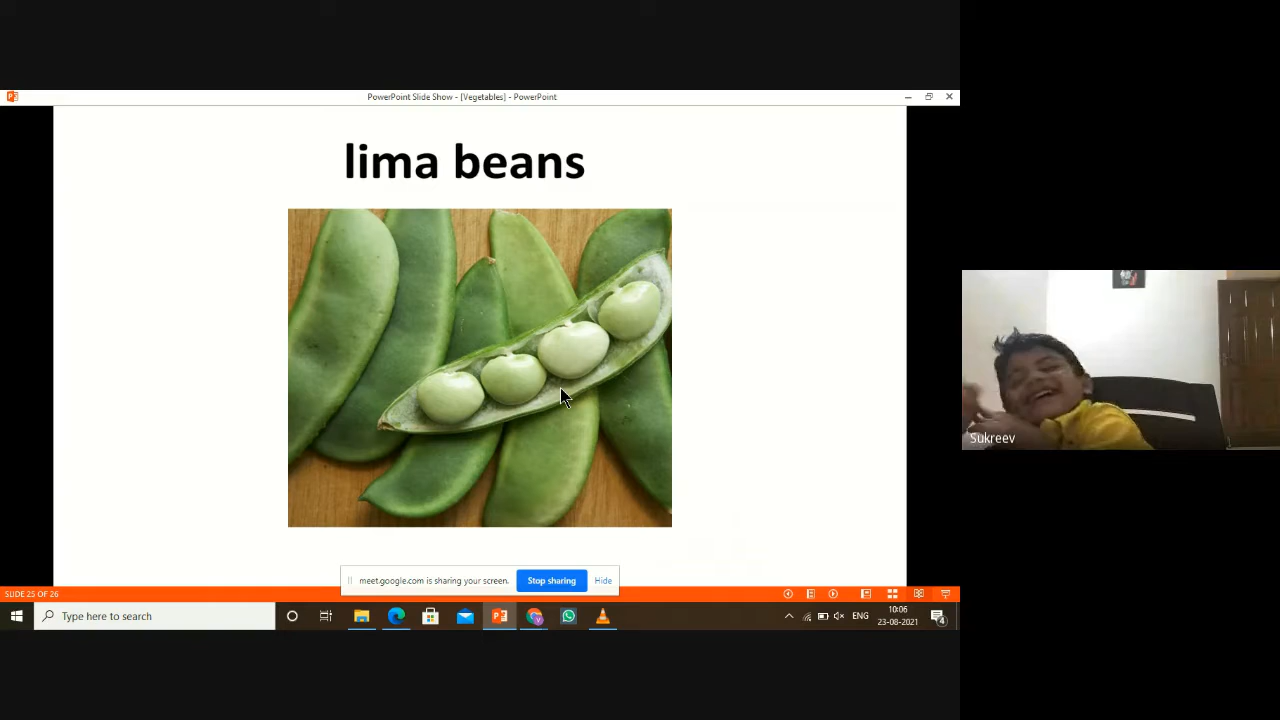 PowerPoint Slide Show - [Vegetables] - PowerPoint
lima beans
Sukreev
meet.google.com is sharing your screen.
Stop sharing
Hide
SLIDE 25 OF 26
Type here to search
ENG
10:06
23-08-2021
4